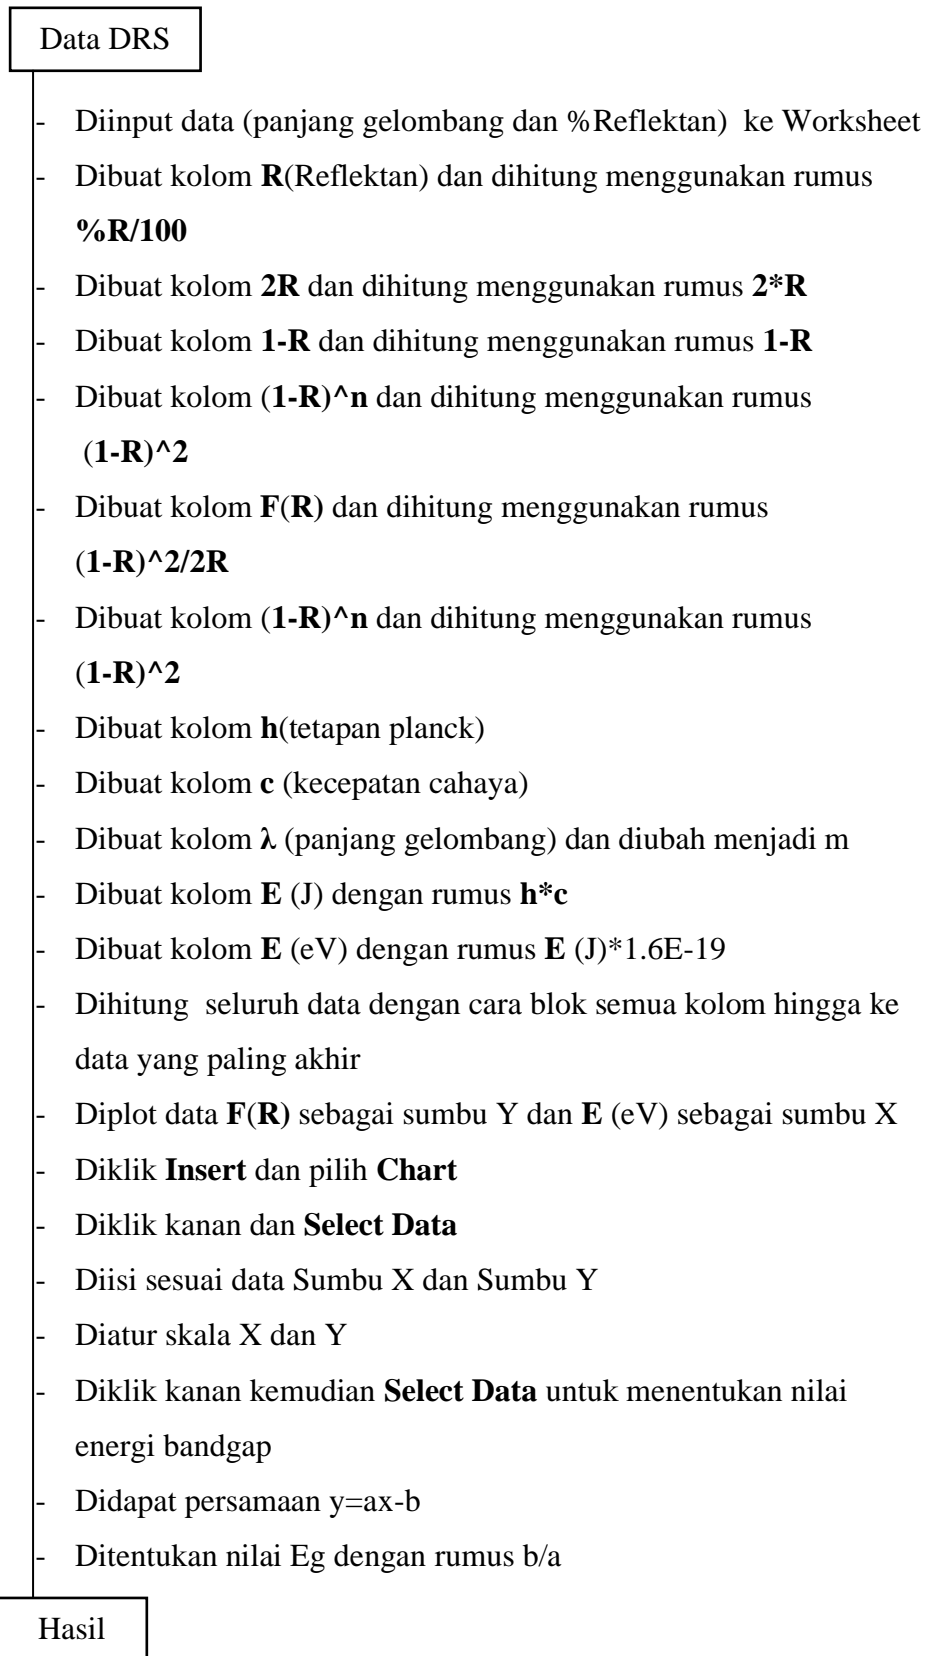 Data DRS
- Diinput data (panjang gelombang dan %Reflektan) ke Worksheet
- Dibuat kolom R(Reflektan) dan dihitung menggunakan rumus
%R/100
- Dibuat kolom 2R dan dihitung menggunakan rumus 2*R
- Dibuat kolom 1-R dan dihitung menggunakan rumus 1-R
- Dibuat kolom (1-R)^n dan dihitung menggunakan rumus
(1-R)^2
- Dibuat kolom F(R) dan dihitung menggunakan rumus
(1-R)^2/2R
- Dibuat kolom (1-R)^n dan dihitung menggunakan rumus
(1-R)^2
- Dibuat kolom h(tetapan planck)
- Dibuat kolom c (kecepatan cahaya)
- Dibuat kolom λ (panjang gelombang) dan diubah menjadi m
- Dibuat kolom E (J) dengan rumus h*c
- Dibuat kolom E (eV) dengan rumus E (J)*1.6E-19
- Dihitung seluruh data dengan cara blok semua kolom hingga ke
data yang paling akhir
- Diplot data F(R) sebagai sumbu Y dan E (eV) sebagai sumbu X
- Diklik Insert dan pilih Chart
- Diklik kanan dan Select Data
- Diisi sesuai data Sumbu X dan Sumbu Y
- Diatur skala X dan Y
- Diklik kanan kemudian Select Data untuk menentukan nilai
energi bandgap
- Didapat persamaan y=ax-b
- Ditentukan nilai Eg dengan rumus b/a
Hasil